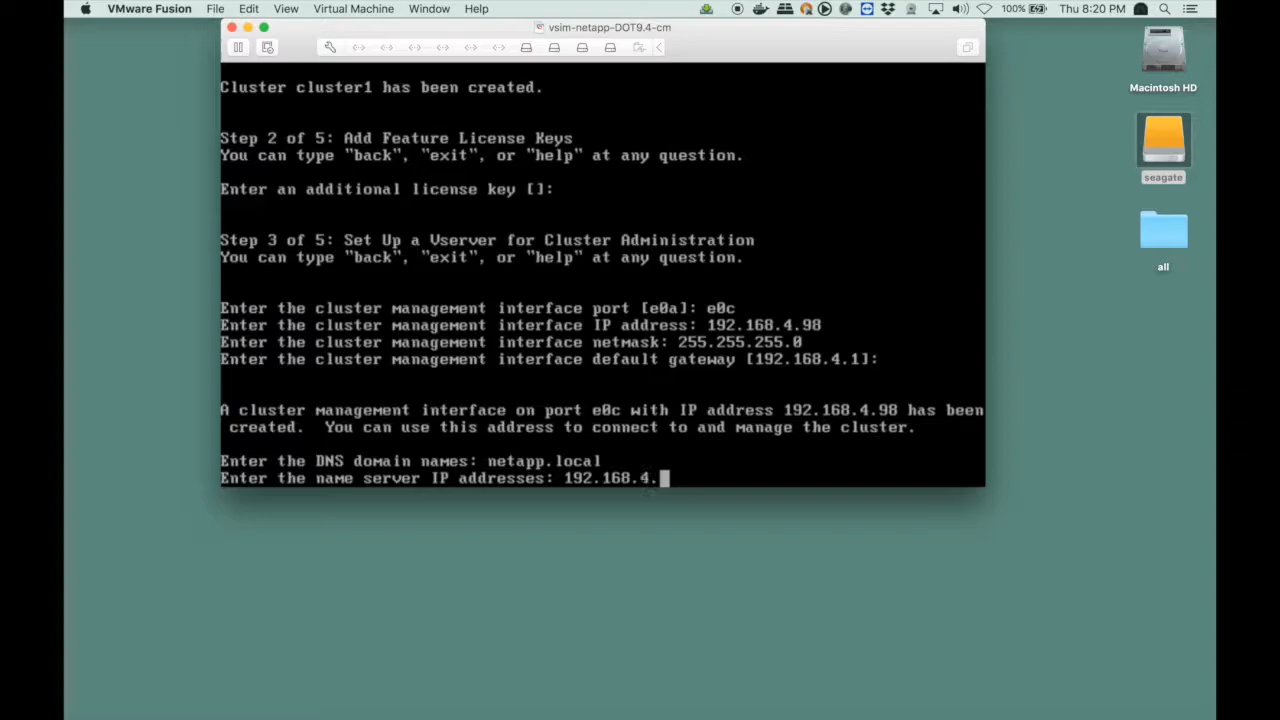 VMware Fusion File Edit View Virtual Machine Window Help 100% Thu 8:20 PM
vsim-netapp-DOT9.4-cm
Cluster cluster1 has been created.
Step 2 of 5: Add Feature License Keys
You can type "back", "exit", or "help" at any question.
Enter an additional license key []:
Step 3 of 5: Set Up a Vserver for Cluster Administration
You can type "back", "exit", or "help" at any question.
Enter the cluster management interface port [e0a]: e0c
Enter the cluster management interface IP address: 192.168.4.98
Enter the cluster management interface netmask: 255.255.255.0
Enter the cluster management interface default gateway [192.168.4.1]:
A cluster management interface on port e0c with IP address 192.168.4.98 has been
created.  You can use this address to connect to and manage the cluster.
Enter the DNS domain names: netapp.local
Enter the name server IP addresses: 192.168.4.
Macintosh HD
seagate
all